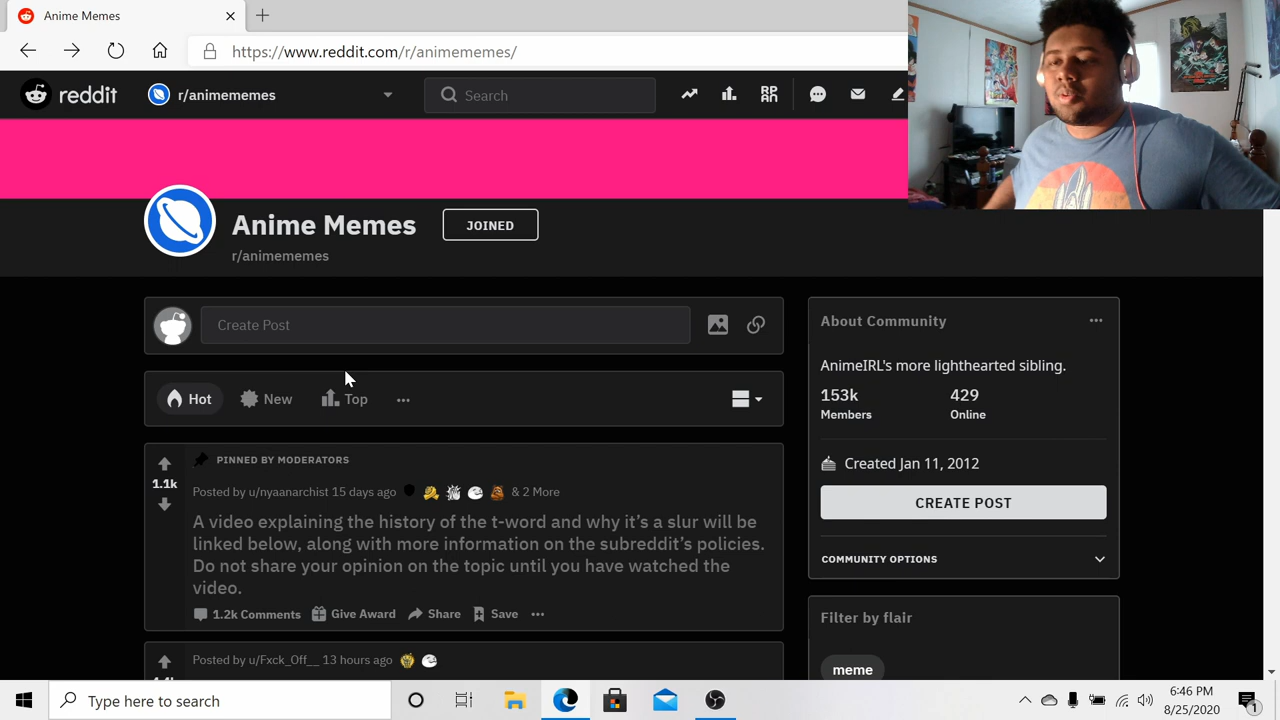 Anime Memes
https://www.reddit.com/r/animememes/
reddit
r/animememes
Search
Anime Memes
JOINED
r/animememes
Create Post
Hot
New
Top
PINNED BY MODERATORS
1.1k
Posted by u/nyaanarchist 15 days ago & 2 More
A video explaining the history of the t-word and why it's a slur will be
linked below, along with more information on the subreddit's policies.
Do not share your opinion on the topic until you have watched the
video.
1.2k Comments Give Award Share Save
Posted by u/Fxck_Off__ 13 hours ago
About Community
AnimeIRL's more lighthearted sibling.
153k 429
Members Online
Created Jan 11, 2012
CREATE POST
COMMUNITY OPTIONS
Filter by flair
meme
Type here to search
6:46 PM
8/25/2020
1